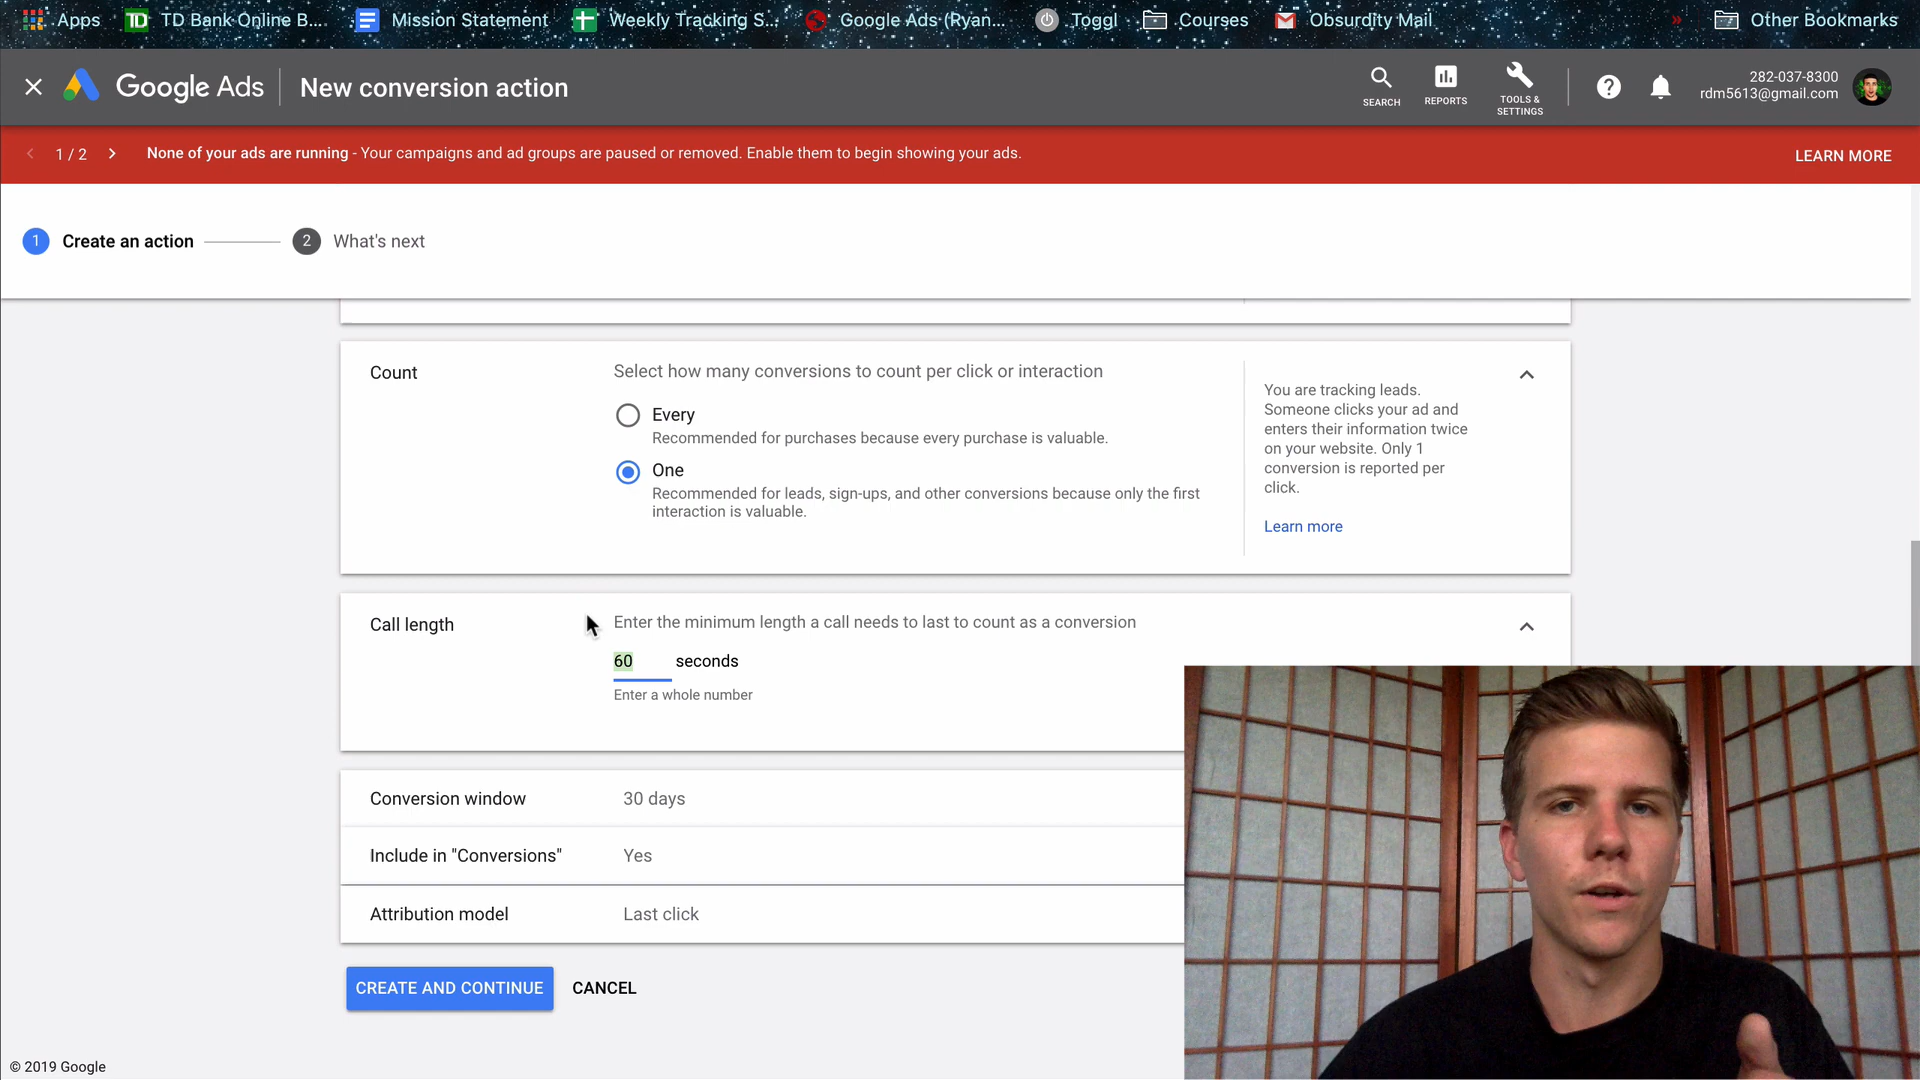 Apps TD TD Bank Online B.... Mission Statement Weekly Tracking S... Google Ads (Ryan... Toggl Courses Obsurdity Mail » Other Bookmarks
Google Ads New conversion action
SEARCH
REPORTS
TOOLS &
SETTINGS
282-037-8300
rdm5613@gmail.com
1 / 2 None of your ads are running - Your campaigns and ad groups are paused or removed. Enable them to begin showing your ads. LEARN MORE
1 Create an action 2 What's next
Count
Select how many conversions to count per click or interaction
Every
Recommended for purchases because every purchase is valuable.
One
Recommended for leads, sign-ups, and other conversions because only the first
interaction is valuable.
You are tracking leads.
Someone clicks your ad and
enters their information twice
on your website. Only 1
conversion is reported per
click.
Learn more
Call length
Enter the minimum length a call needs to last to count as a conversion
60 seconds
Enter a whole number
Conversion window 30 days
Include in "Conversions" Yes
Attribution model Last click
CREATE AND CONTINUE CANCEL
© 2019 Google